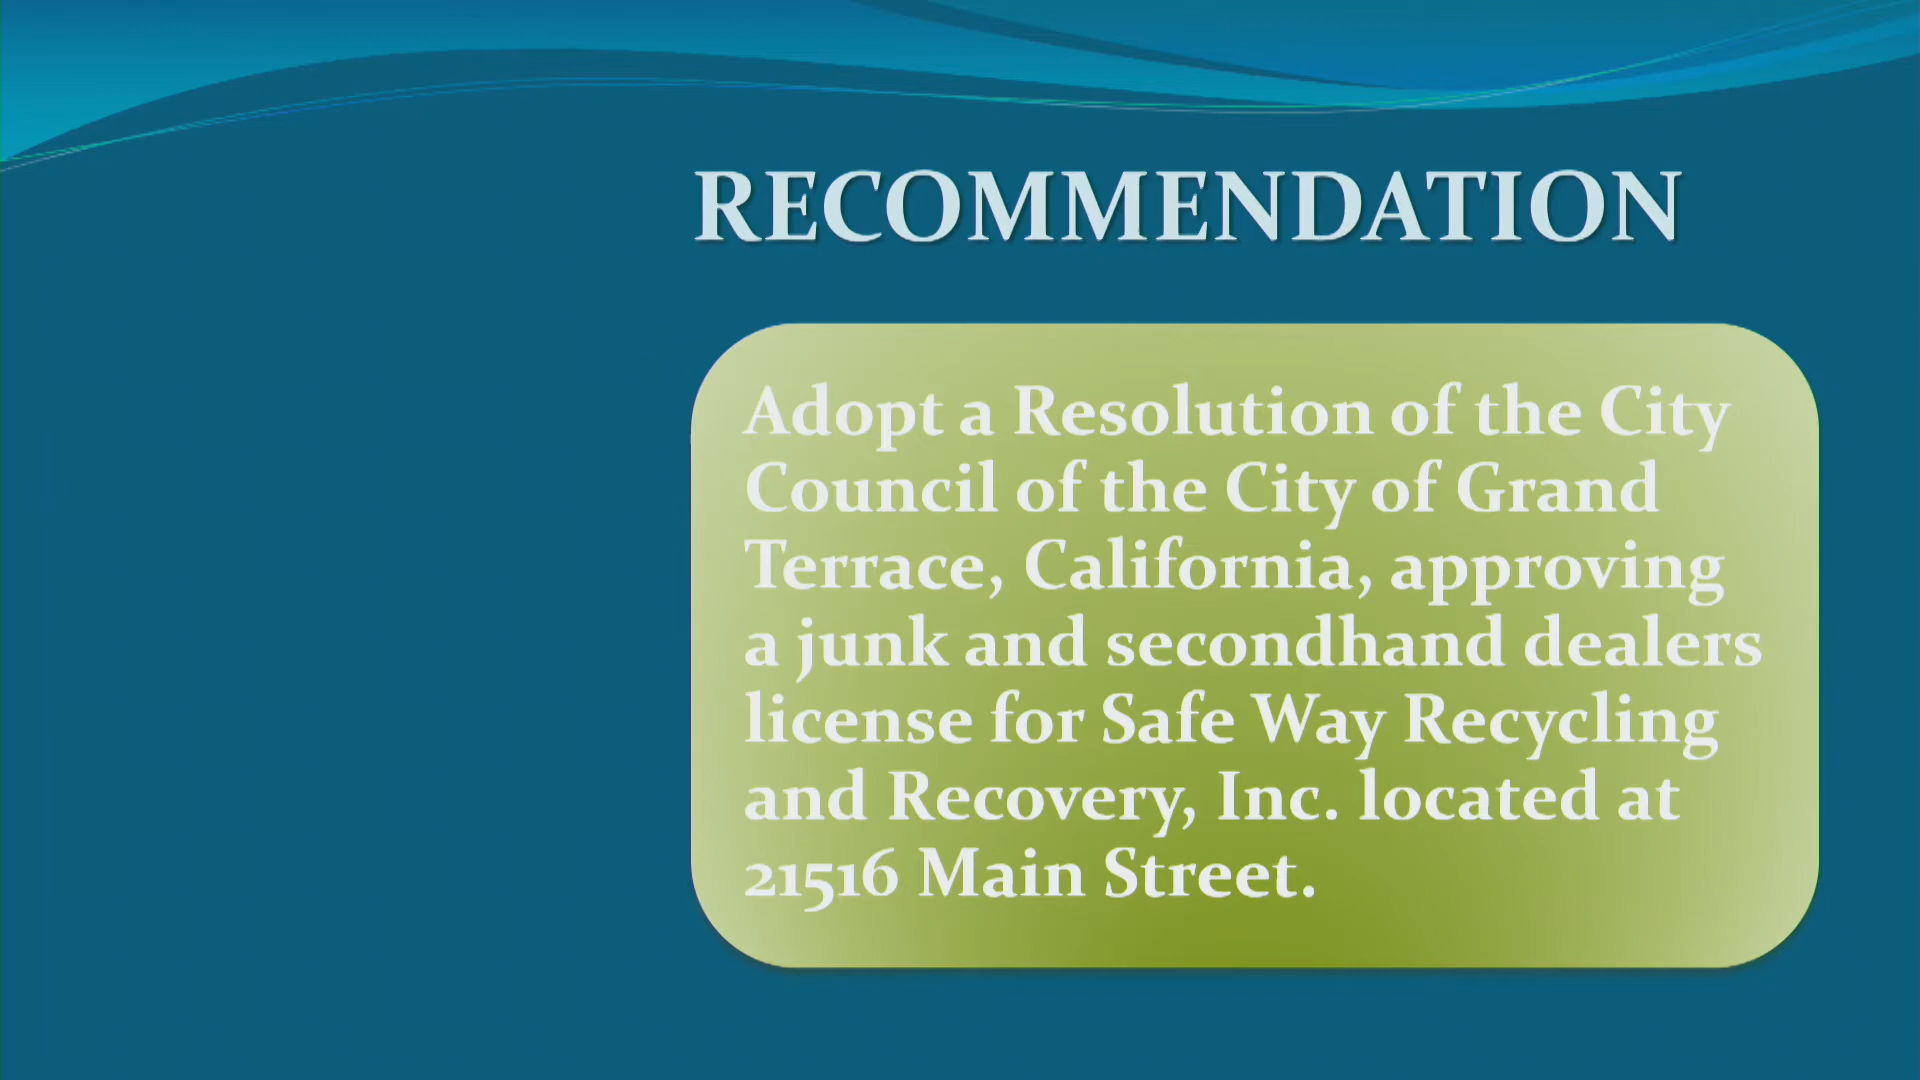 RECOMMENDATION
Adopt a Resolution of the City
Council of the City of Grand
Terrace, California, approving
a junk and secondhand dealers
license for Safe Way Recycling
and Recovery, Inc. located at
21516 Main Street.